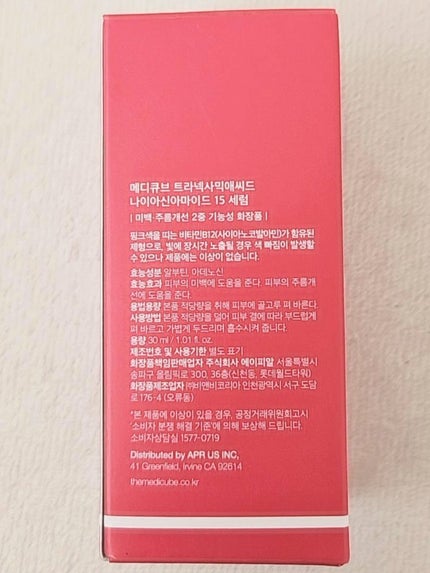 메디큐브 트라넥사믹애씨드
나이아신아마이드 15 세럼
| 미백·주름개선 2중 기능성 화장품 |
핑크색을 띠는 비타민B12(사이아노코발아민)가 함유된
제형으로, 빛에 장시간 노출될 경우 색 빠짐이 발생할
수 있으나 제품에는 이상이 없습니다.
효능성분 알부틴, 아데노신
효능효과 피부의 미백에 도움을 준다. 피부의 주름개
선에 도움을 준다.
용법용량 본품 적당량을 취해 피부에 골고루 펴 바른다.
사용방법 본품 적당량을 덜어 피부 결에 따라 부드럽게
펴 바르고 가볍게 두드리며 흡수시켜 줍니다.
용량 30 ml / 1.01 fl. oz.
제조번호 및 사용기한 별도 표기
화장품책임판매업자 주식회사 에이피알 서울특별시
송파구 올림픽로 300, 36층(신천동, 롯데월드타워)
화장품제조업자 ㈜비앤비코리아 인천광역시 서구 도담
로 176-4 (오류동)
*본 제품에 이상이 있을 경우, 공정거래위원회고시
'소비자 분쟁 해결 기준'에 의해 보상해 드립니다.
소비자상담실 1577-0719
Distributed by APR US INC,
41 Greenfield, Irvine CA 92614
themedicube.co.kr